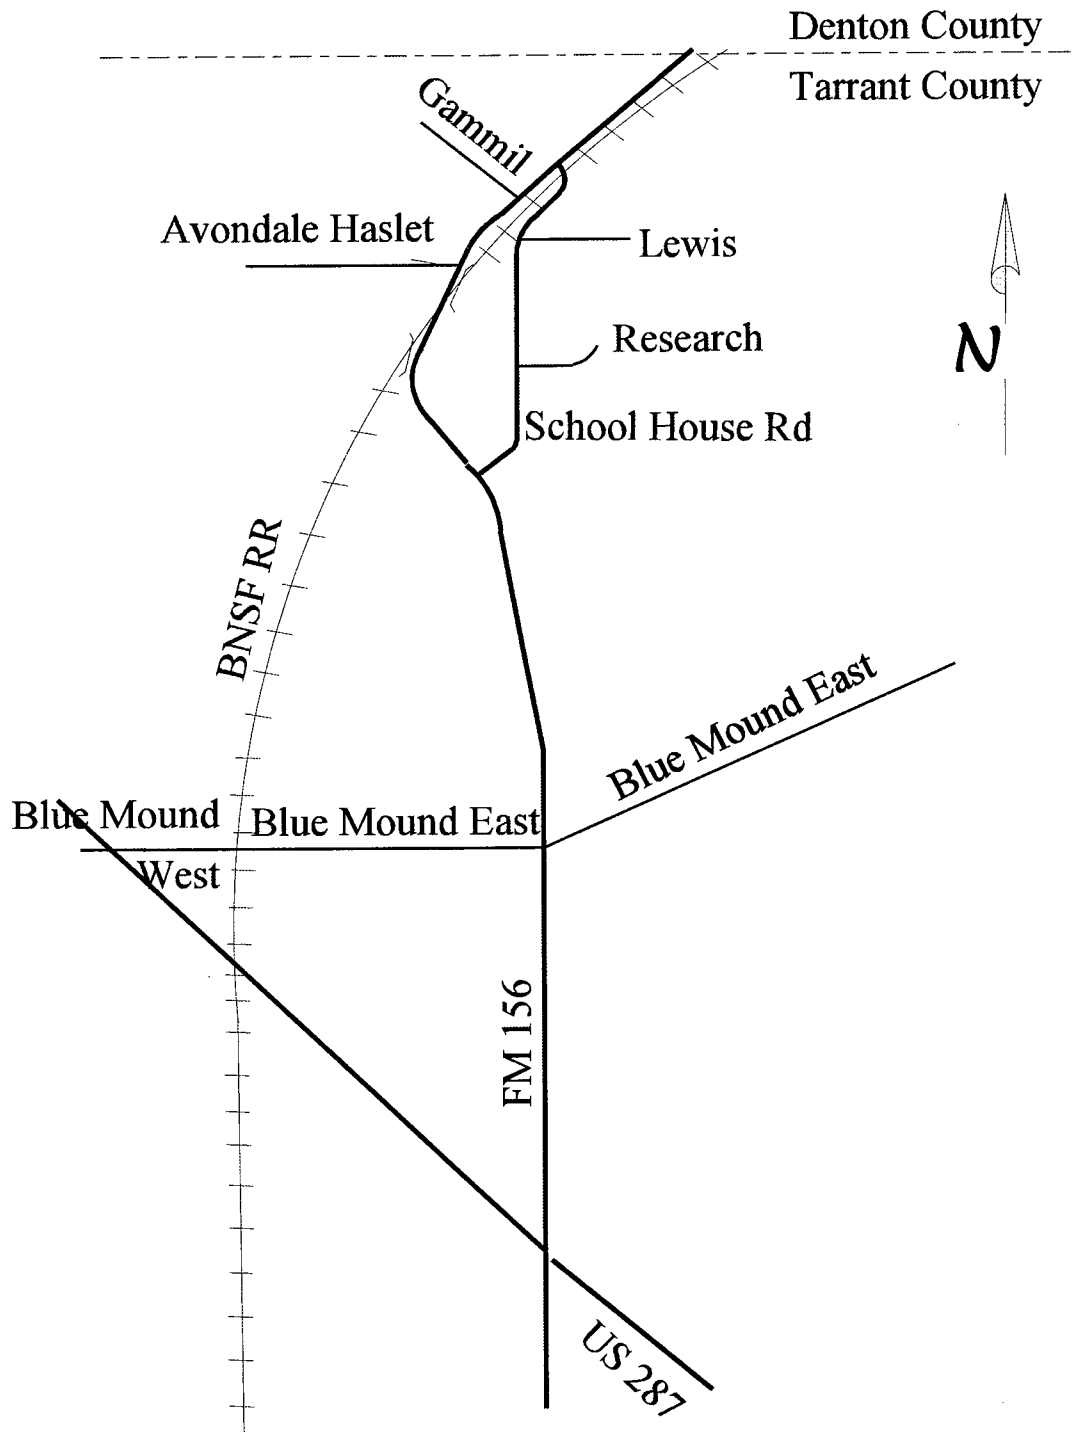 Denton County
Tarrant County
Gammil
Avondale Haslet
Lewis
Research
N
School House Rd
BNSF RR
Blue Mound East
Blue Mound
West
Blue Mound East
FM 156
US 287